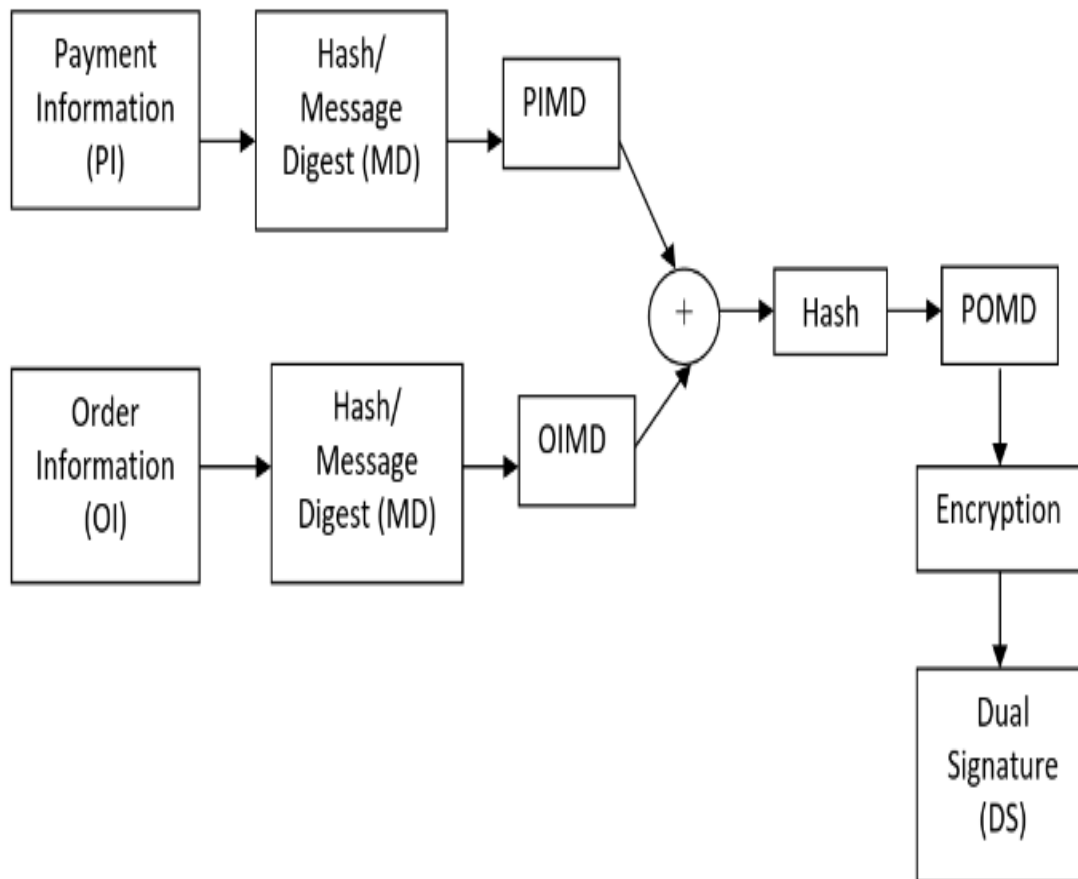 Payment
Information
(PI)
Hash/
Message
Digest (MD)
PIMD
+
Hash
POMD
Order
Information
(OI)
Hash/
Message
Digest (MD)
OIMD
Encryption
Dual
Signature
(DS)